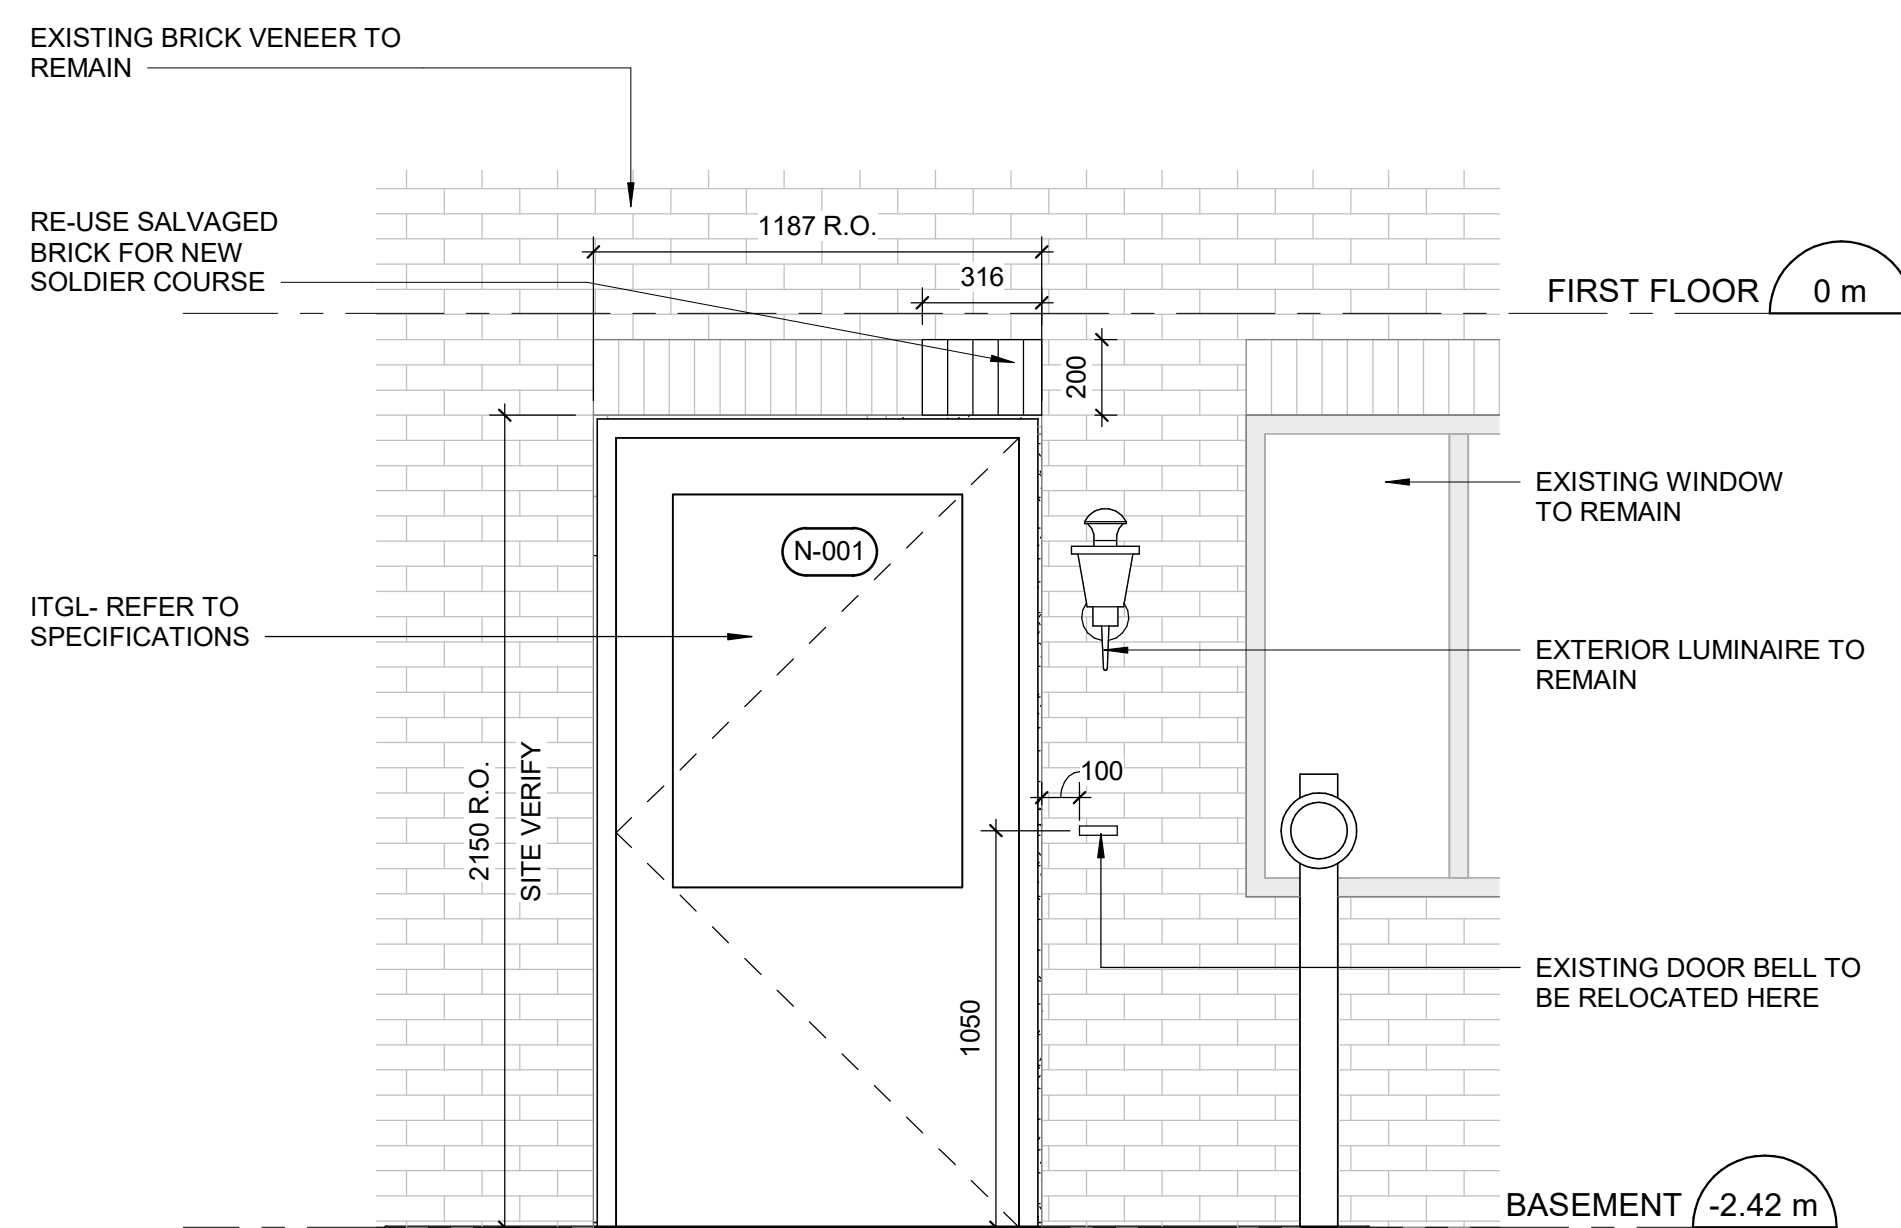 EXISTING BRICK VENEER TO
REMAIN
RE-USE SALVAGED
BRICK FOR NEW
SOLDIER COURSE
1187 R.O.
316
FIRST FLOOR
0 m
200
EXISTING WINDOW
TO REMAIN
N-001
ITGL- REFER TO
SPECIFICATIONS
EXTERIOR LUMINAIRE TO
REMAIN
2150 R.O.
SITE VERIFY
100
EXISTING DOOR BELL TO
BE RELOCATED HERE
1050
BASEMENT
-2.42 m